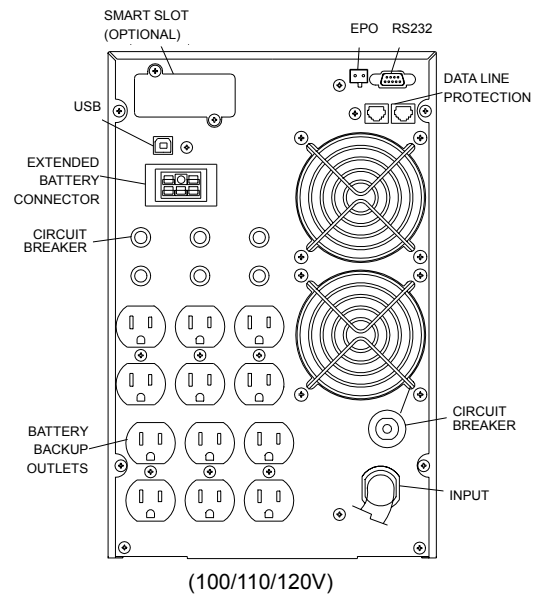 SMART SLOT
(OPTIONAL)
EPO
RS232
DATA LINE
PROTECTION
USB
EXTENDED
BATTERY
CONNECTOR
CIRCUIT
BREAKER
BATTERY
BACKUP
OUTLETS
CIRCUIT
BREAKER
INPUT
(100/110/120V)